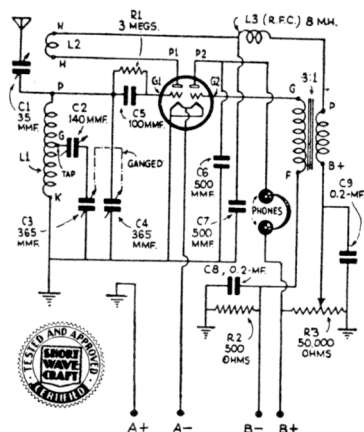 N
L2
H
R1
3 MEGS.
L3 (R.F.C.) 8 MH.
P1
P2
C1
35
MMF.
P
C2
140 MMF.
C5
100MMF.
G1
G2
G
3:1
P
L1
G
TAP
GANGED
K
C3
365
MMF.
C4
365
MMF.
C6
500
MMF.
C7
500
MMF.
PHONES
F
B+
C9
0.2-MF.
C8, 0.2-MF.
R2
500
OHMS
R3
50,000
OHMS
TESTED AND APPROVED
SHORT
WAVE
CRAFT
CERTIFIED
A+
A-
B-
B+